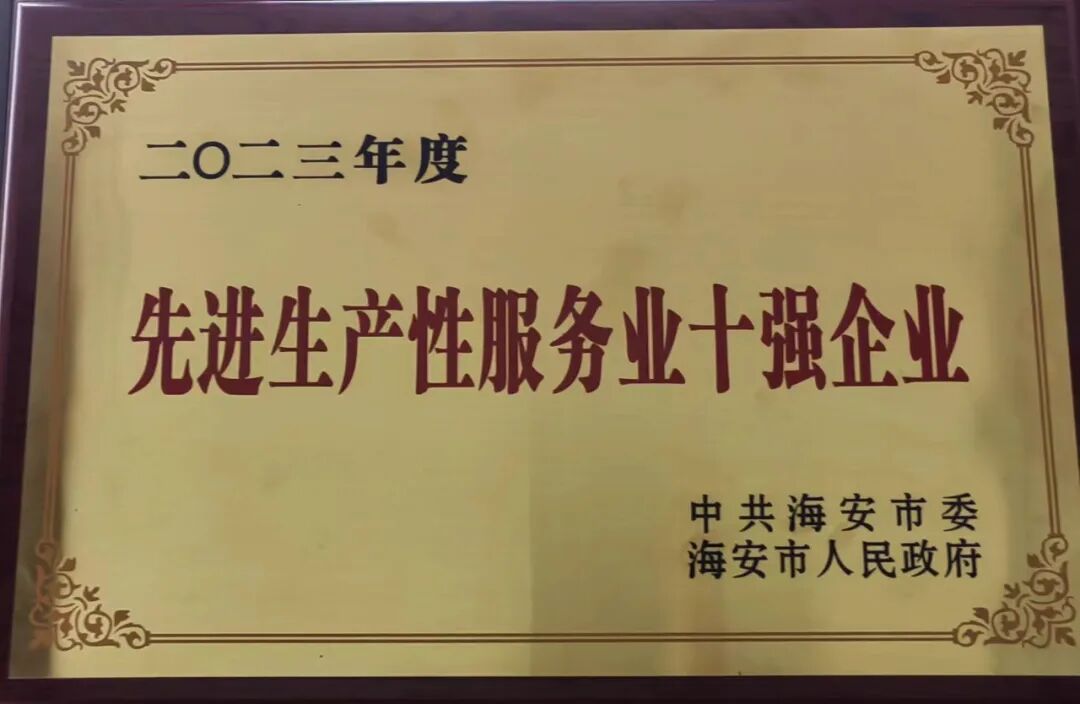 二〇二三年度
先进生产性服务业十强企业
中共海安市委
海安市人民政府